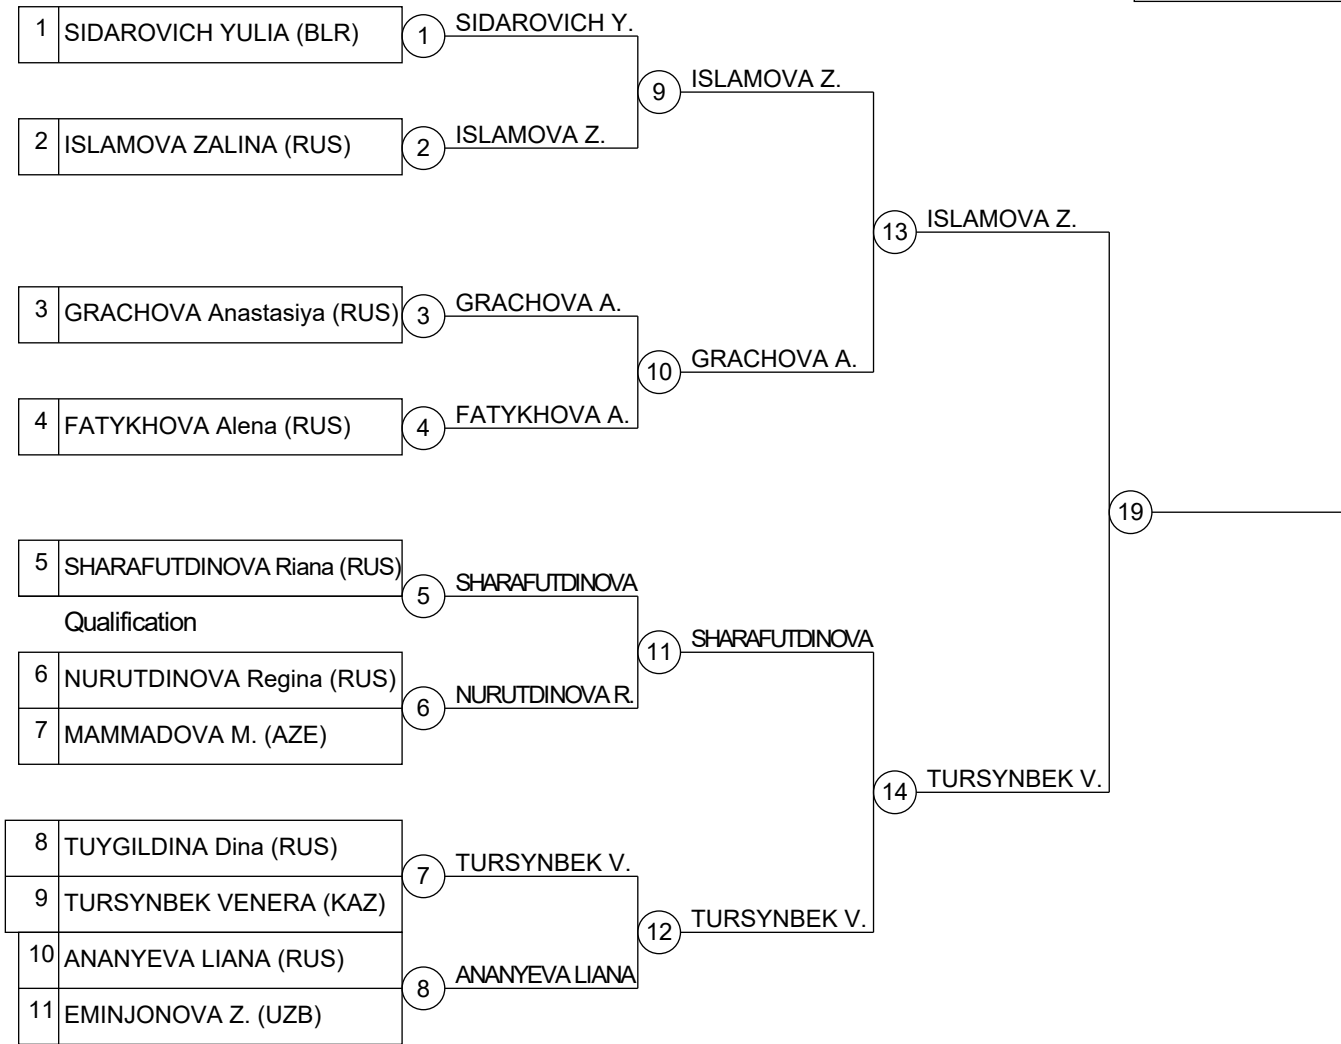 1 SIDAROVICH YULIA (BLR) 1 SIDAROVICH Y.
9 ISLAMOVA Z.
2 ISLAMOVA ZALINA (RUS) 2 ISLAMOVA Z.
13 ISLAMOVA Z.
3 GRACHOVA Anastasiya (RUS) 3 GRACHOVA A.
10 GRACHOVA A.
4 FATYKHOVA Alena (RUS) 4 FATYKHOVA A.
19
5 SHARAFUTDINOVA Riana (RUS) 5 SHARAFUTDINOVA
Qualification
11 SHARAFUTDINOVA
6 NURUTDINOVA Regina (RUS) 6 NURUTDINOVA R.
7 MAMMADOVA M. (AZE)
14 TURSYNBEK V.
8 TUYGILDINA Dina (RUS) 7 TURSYNBEK V.
9 TURSYNBEK VENERA (KAZ)
12 TURSYNBEK V.
10 ANANYEVA LIANA (RUS) 8 ANANYEVA LIANA
11 EMINJONOVA Z. (UZB)